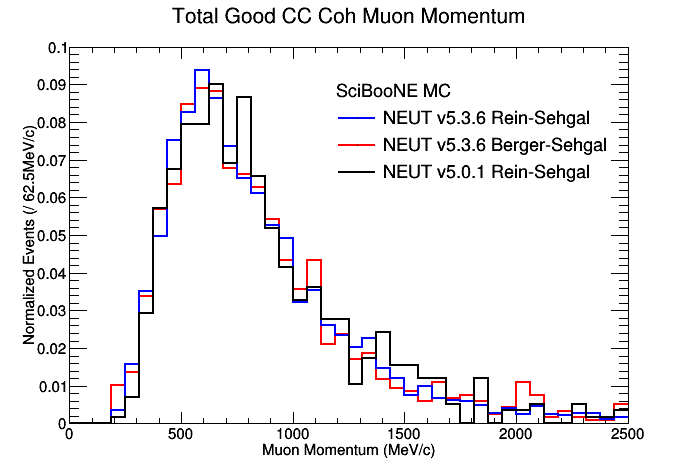 Total Good CC Coh Muon Momentum
Normalized Events (/ 62.5MeV/c)
0.1
0.09
0.08
0.07
0.06
0.05
0.04
0.03
0.02
0.01
0
SciBooNE MC
NEUT v5.3.6 Rein-Sehgal
NEUT v5.3.6 Berger-Sehgal
NEUT v5.0.1 Rein-Sehgal
0 500 1000 1500 2000 2500
Muon Momentum (MeV/c)